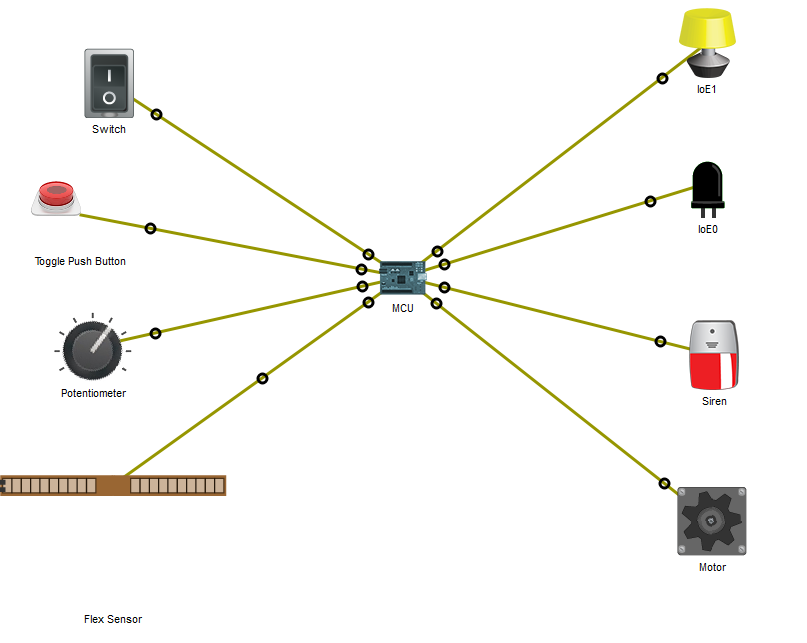 IoE1
Switch
IoE0
Toggle Push Button
MCU
Potentiometer
Siren
Motor
Flex Sensor